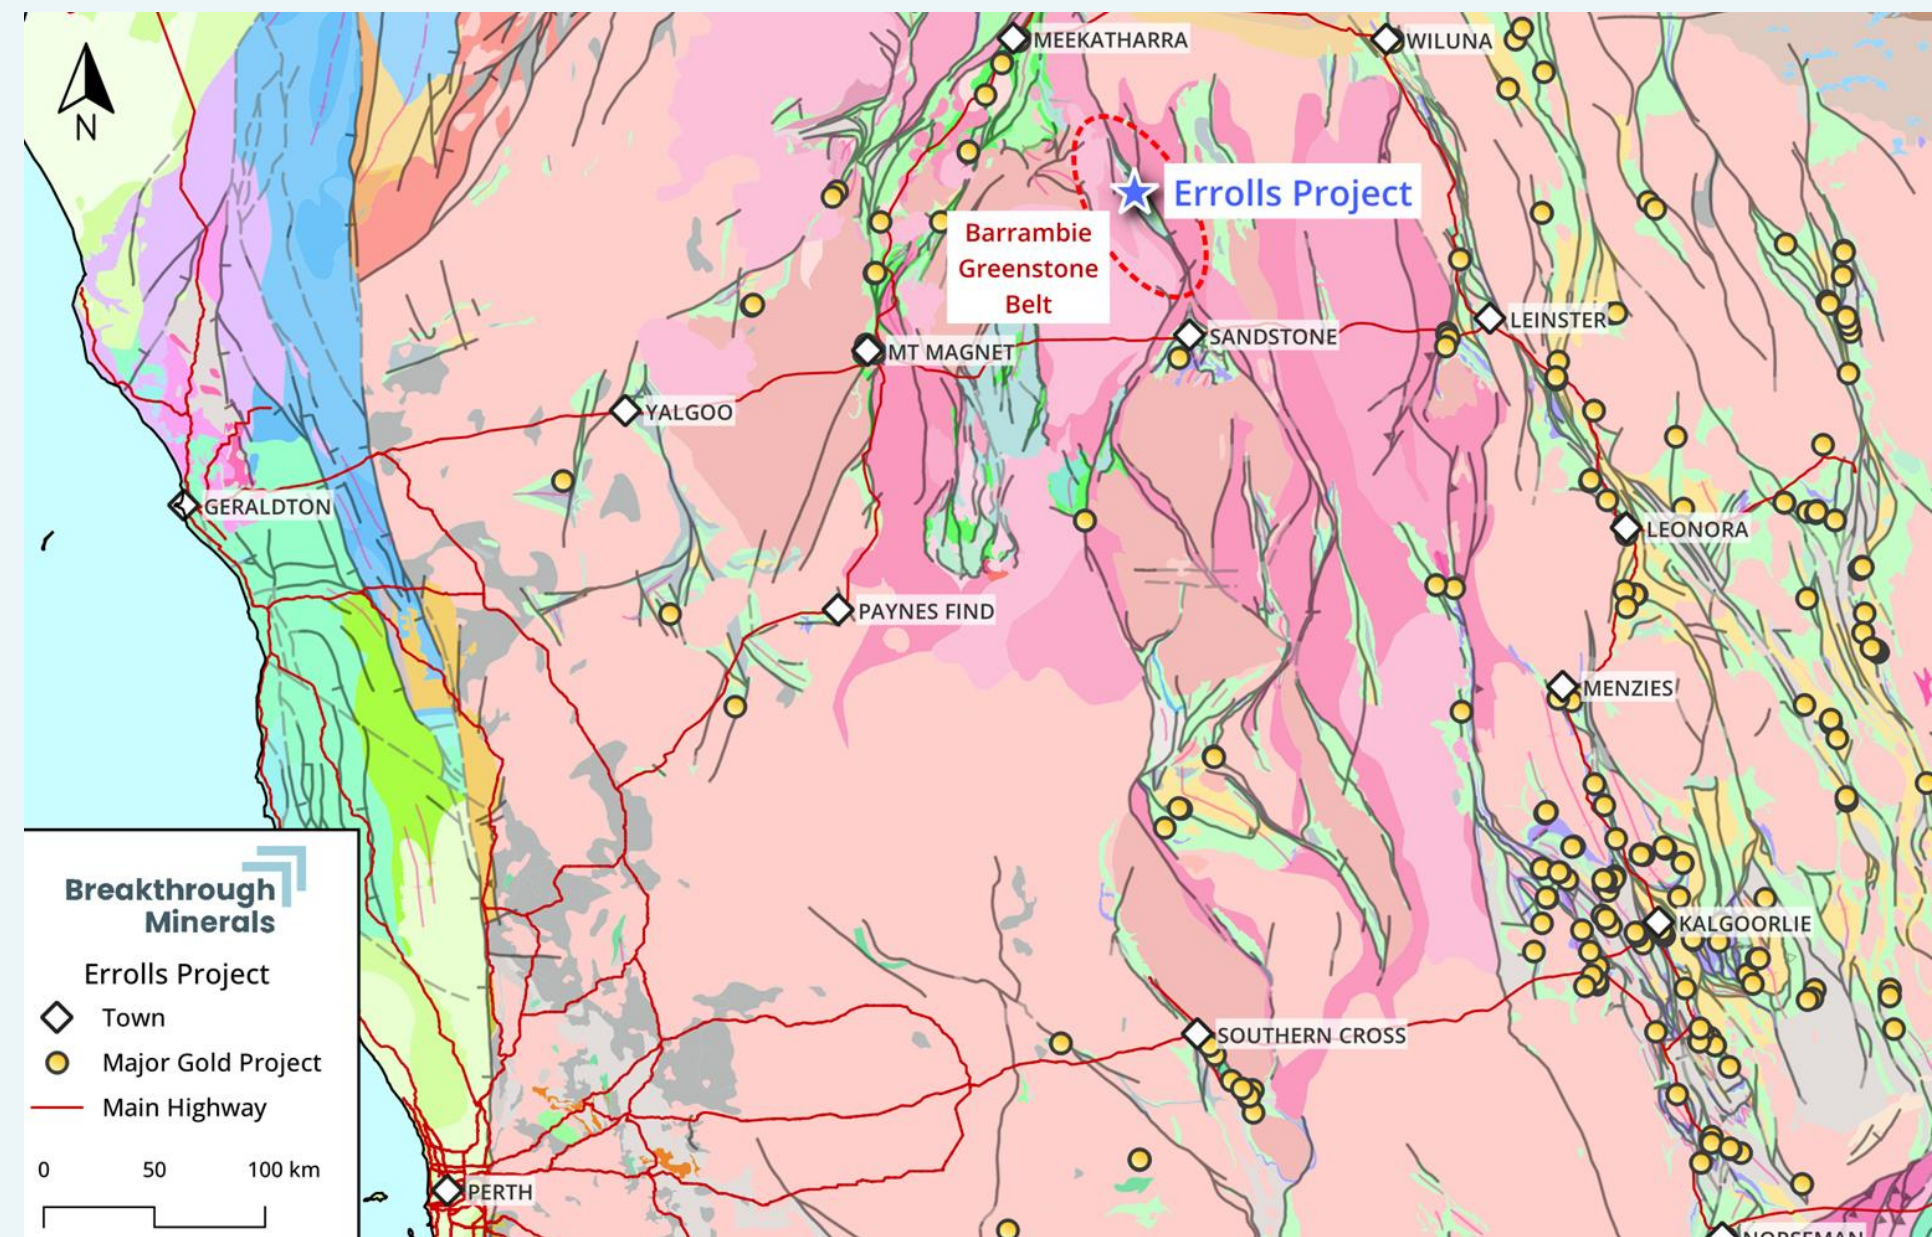 MEEKATHARRA
WILUNA
N
Errolls Project
Barrambie
Greenstone
Belt
LEINSTER
SANDSTONE
MT MAGNET
YALGOO
GERALDTON
LEONORA
PAYNES FIND
MENZIES
Breakthrough
Minerals
KALGOORLIE
Errolls Project
Town
SOUTHERN CROSS
Major Gold Project
Main Highway
0 50 100 km
PERTH
NORSEMAN